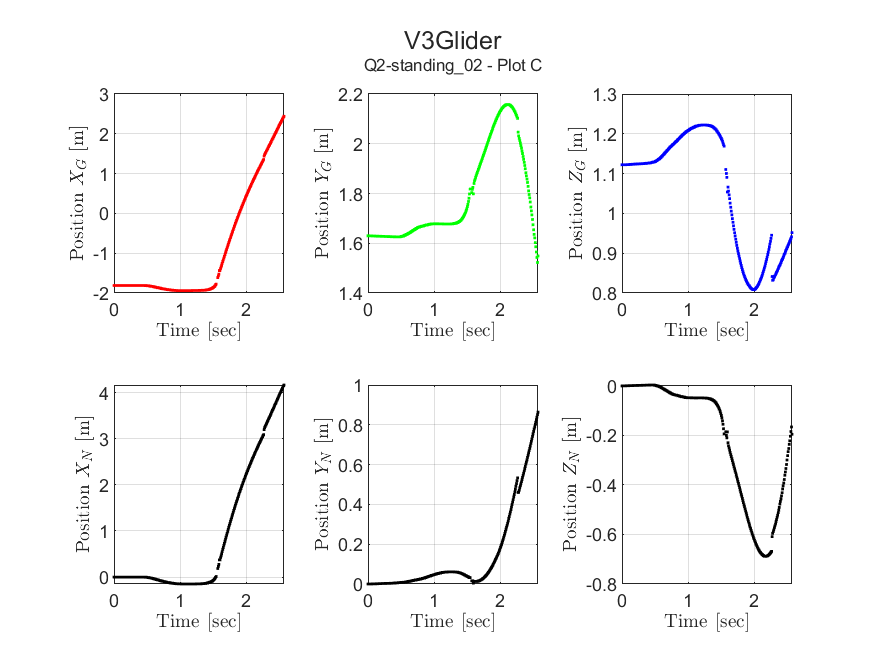 V3Glider
Q2-standing_02 - Plot C
Position X_G [m]
3
2
1
0
-1
-2
0 1 2
Time [sec]
Position Y_G [m]
2.2
2
1.8
1.6
1.4
0 1 2
Time [sec]
Position Z_G [m]
1.3
1.2
1.1
1
0.9
0.8
0 1 2
Time [sec]
Position X_N [m]
4
3
2
1
0
0 1 2
Time [sec]
Position Y_N [m]
1
0.8
0.6
0.4
0.2
0
0 1 2
Time [sec]
Position Z_N [m]
0
-0.2
-0.4
-0.6
-0.8
0 1 2
Time [sec]